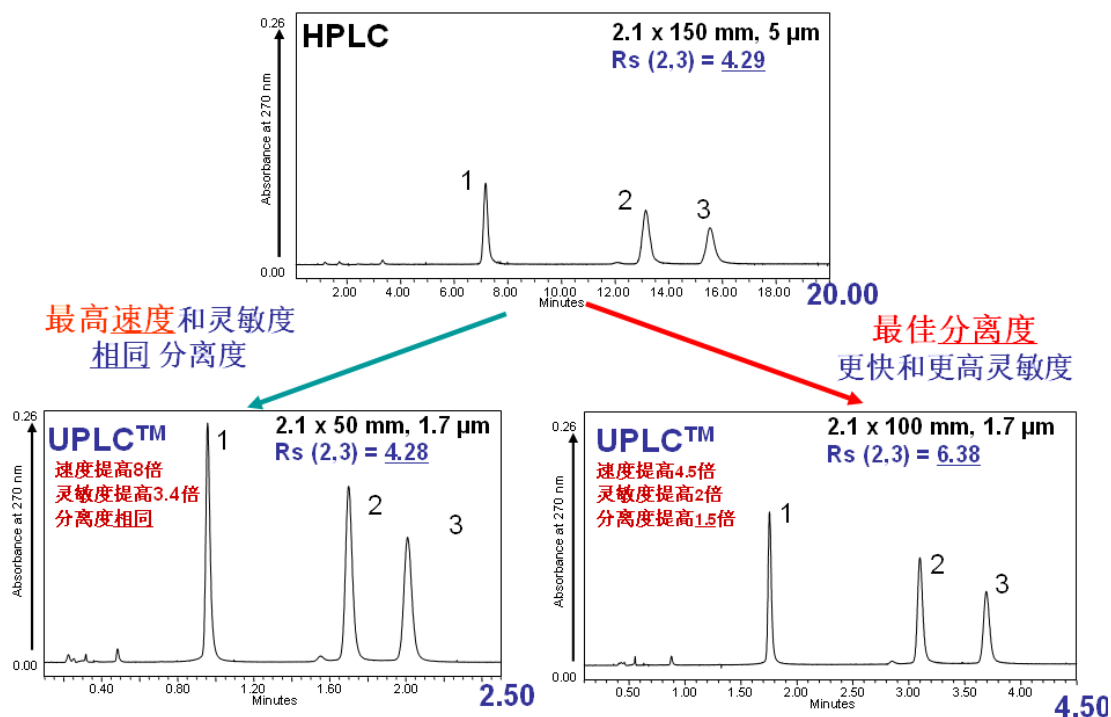 HPLC
2.1 x 150 mm, 5 µm
Rs (2,3) = 4.29
0.26
Absorbance at 270 nm
0.00
1
2
3
2.00 4.00 6.00 8.00 10.00 12.00 14.00 16.00 18.00 20.00
Minutes
最高速度和灵敏度
相同 分离度
最佳分离度
更快和更高灵敏度
0.26
Absorbance at 270 nm
0.00
UPLC™
2.1 x 50 mm, 1.7 µm
Rs (2,3) = 4.28
速度提高8倍
灵敏度提高3.4倍
分离度相同
1
2
3
0.40 0.80 1.20 1.60 2.00 2.50
Minutes
0.26
Absorbance at 270 nm
0.00
UPLC™
2.1 x 100 mm, 1.7 µm
Rs (2,3) = 6.38
速度提高4.5倍
灵敏度提高2倍
分离度提高1.5倍
1
2
3
0.50 1.00 1.50 2.00 2.50 3.00 3.50 4.00 4.50
Minutes